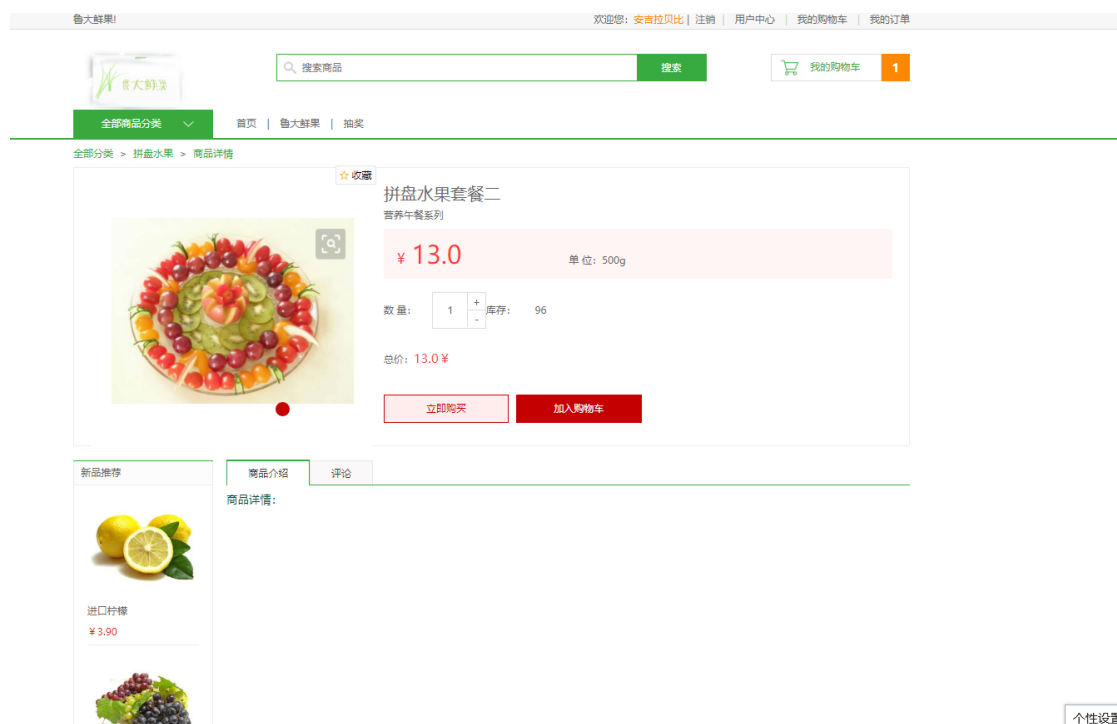 鲁大鲜果!
欢迎您: 安吉拉贝比 | 注销 | 用户中心 | 我的购物车 | 我的订单
鲁大鲜果
搜索商品
搜索
我的购物车 1
全部商品分类
首页 | 鲁大鲜果 | 抽奖
全部分类 > 拼盘水果 > 商品详情
☆ 收藏
拼盘水果套餐二
营养午餐系列
¥ 13.0 单 位: 500g
数 量: 1 + - 库存: 96
总价: 13.0￥
立即购买 加入购物车
新品推荐
商品介绍 评论
商品详情:
进口柠檬
¥ 3.90
个性设置